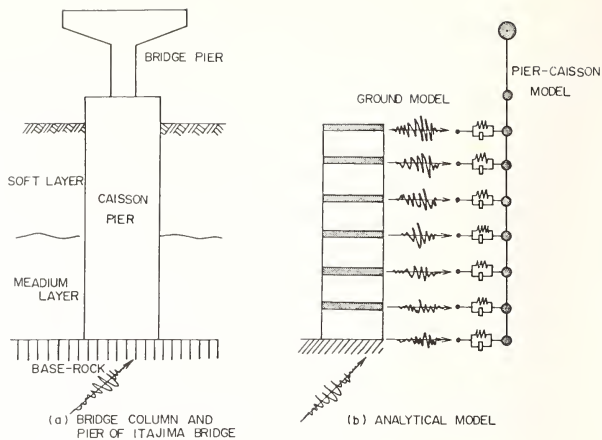 BRIDGE PIER
SOFT LAYER
CAISSON
PIER
MEADIUM
LAYER
BASE-ROCK
(a) BRIDGE COLUMN AND
PIER OF ITAJIMA BRIDGE
GROUND MODEL
PIER-CAISSON
MODEL
(b) ANALYTICAL MODEL